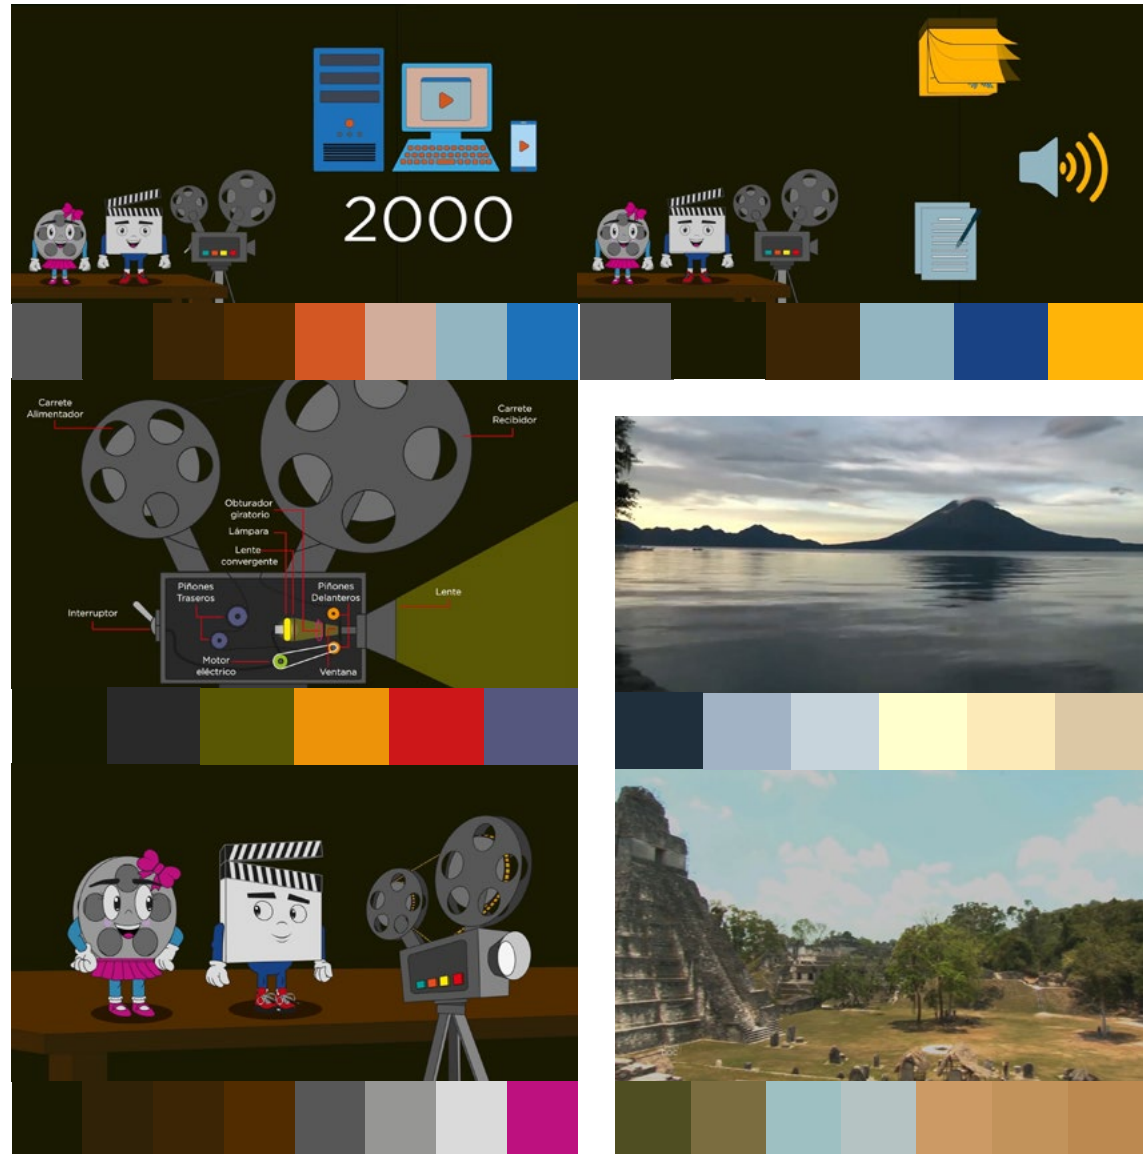 2000
Carrete
Alimentador
Carrete
Recibidor
Obturador
giratorio
Lámpara
Lente
convergente
Piñones
Traseros
Piñones
Delanteros
Lente
Interruptor
Motor
eléctrico
Ventana